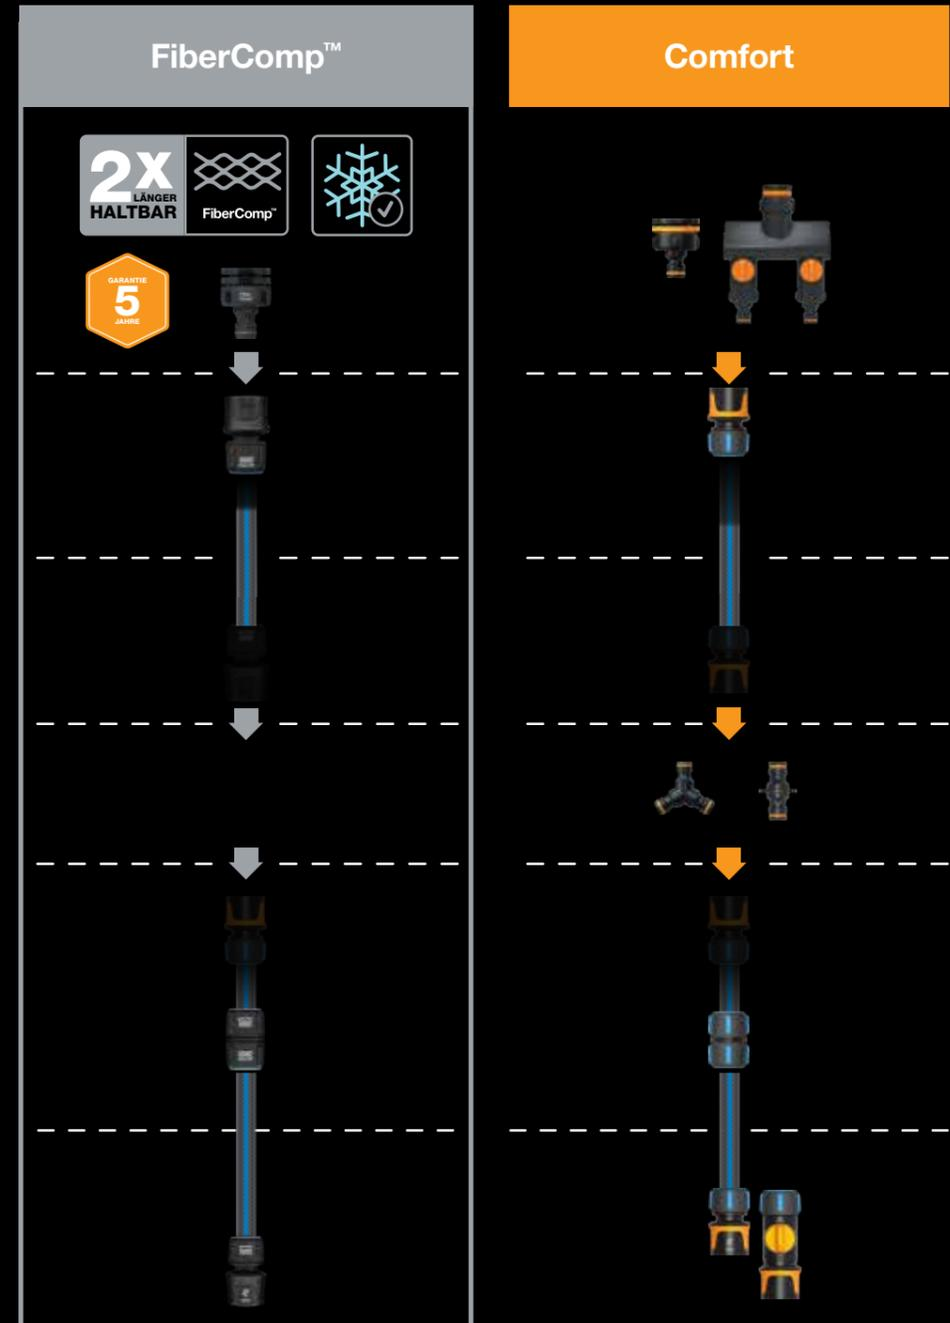 FiberComp™
Comfort
2x
LÄNGER
HALTBAR
FiberComp™
GARANTIE
5
JAHRE